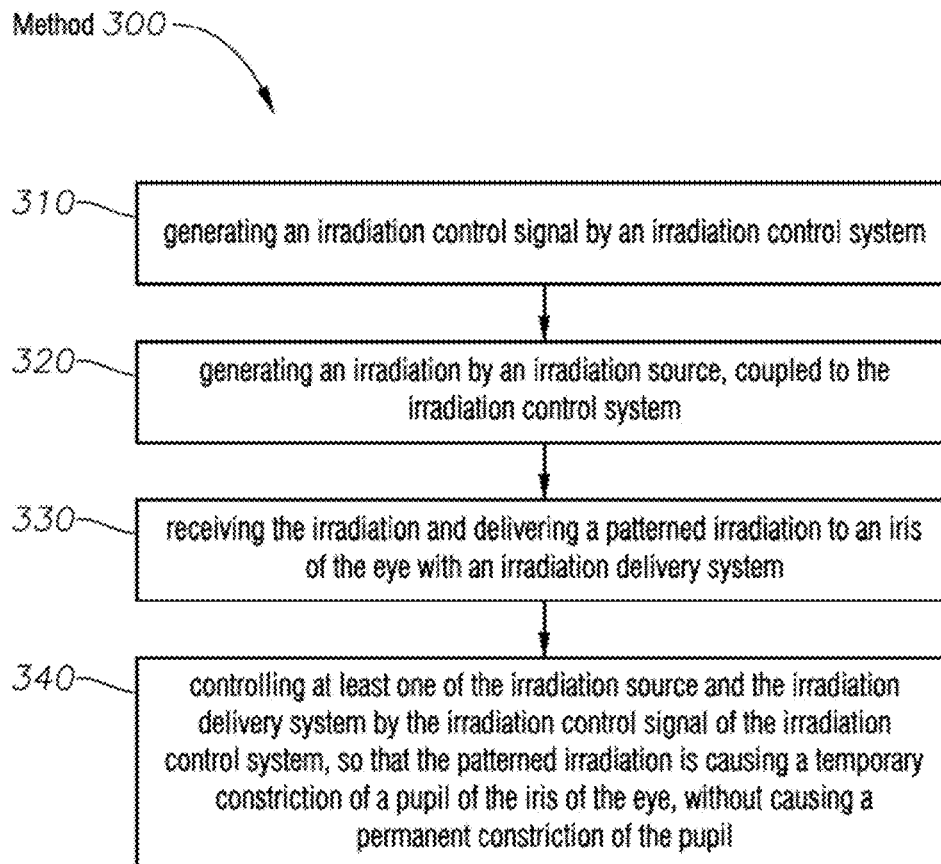 Method 300
310
generating an irradiation control signal by an irradiation control system
320
generating an irradiation by an irradiation source, coupled to the
irradiation control system
330
receiving the irradiation and delivering a patterned irradiation to an iris
of the eye with an irradiation delivery system
340
controlling at least one of the irradiation source and the irradiation
delivery system by the irradiation control signal of the irradiation
control system, so that the patterned irradiation is causing a temporary
constriction of a pupil of the iris of the eye, without causing a
permanent constriction of the pupil